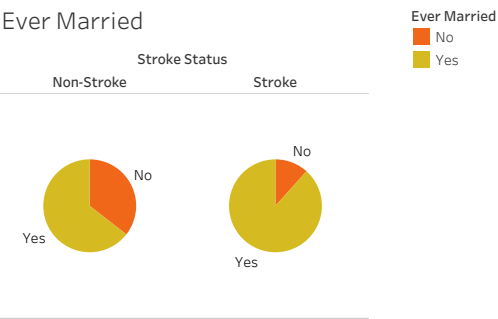 Ever Married
Stroke Status
Non-Stroke Stroke
No
Yes
No
Yes
Ever Married
No
Yes